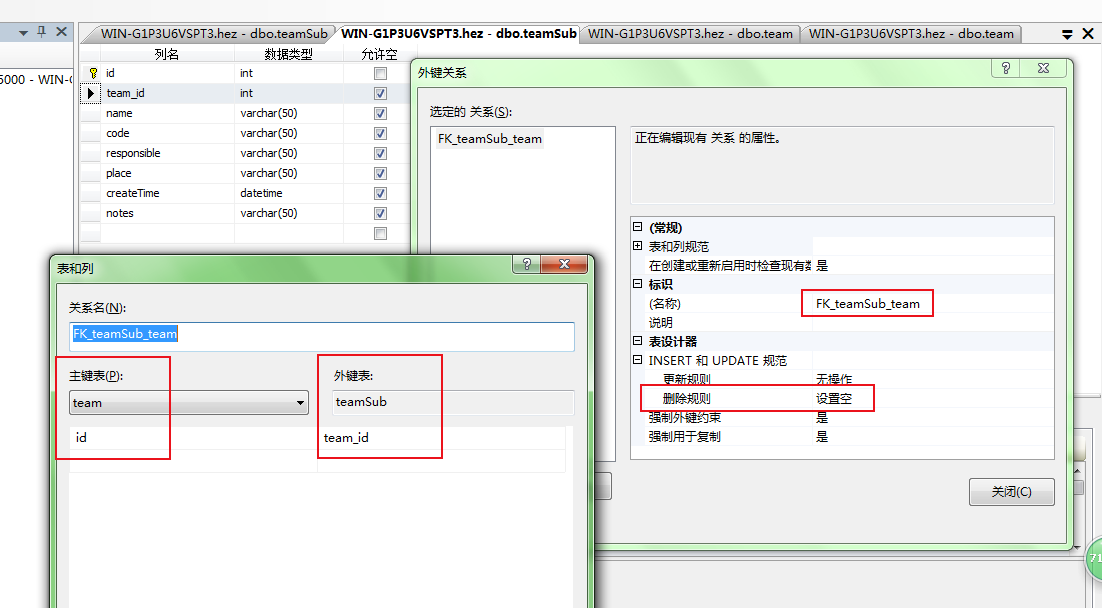 WIN-G1P3U6VSPT3.hez - dbo.teamSub
WIN-G1P3U6VSPT3.hez - dbo.teamSub
WIN-G1P3U6VSPT3.hez - dbo.team
WIN-G1P3U6VSPT3.hez - dbo.team
5000 - WIN-
列名 数据类型 允许空
id int
team_id int
name varchar(50)
code varchar(50)
responsible varchar(50)
place varchar(50)
createTime datetime
notes varchar(50)
外键关系
选定的 关系(S):
FK_teamSub_team
正在编辑现有 关系 的属性。
(常规)
表和列规范
在创建或重新启用时检查现有数 是
标识
(名称) FK_teamSub_team
说明
表设计器
INSERT 和 UPDATE 规范
更新规则 无操作
删除规则 设置空
强制外键约束 是
强制用于复制 是
关闭(C)
表和列
关系名(N):
FK_teamSub_team
主键表(P): 外键表:
team teamSub
id team_id
71